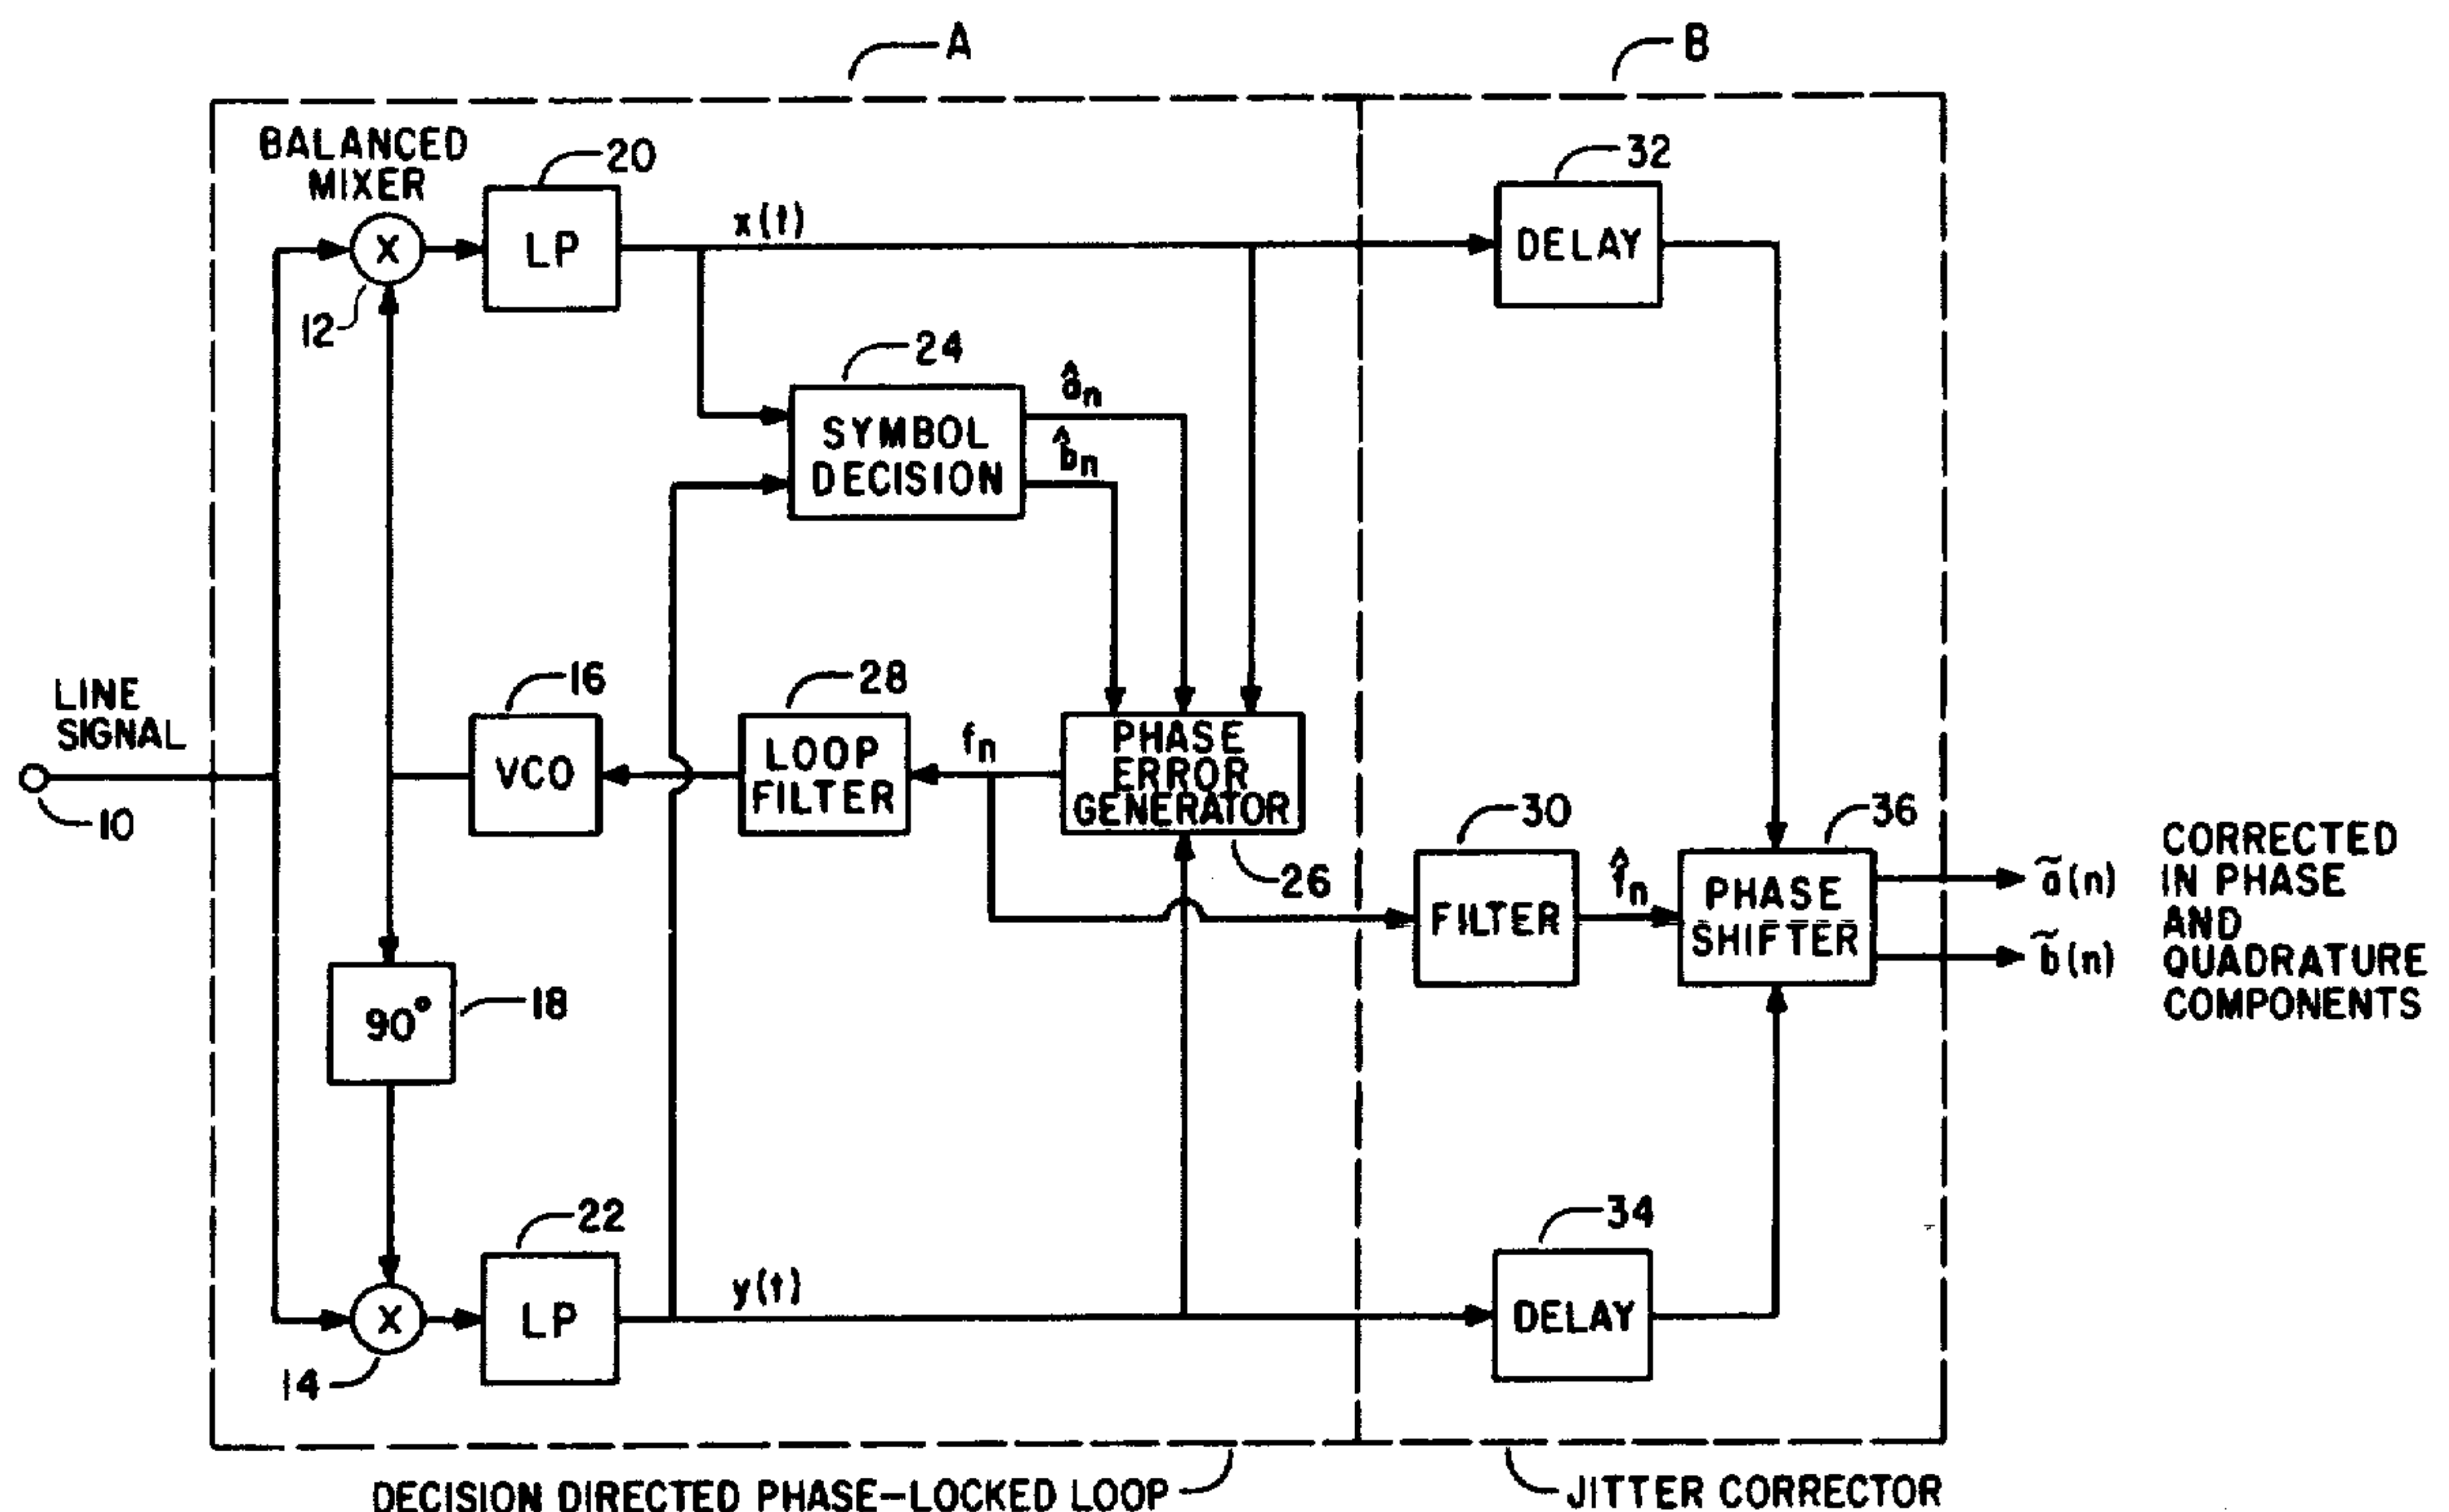 A
B
BALANCED
MIXER
20
32
x(t)
X
LP
DELAY
12
24
â_n
SYMBOL
DECISION
b̂_n
LINE
SIGNAL
16
28
f_n
PHASE
ERROR
GENERATOR
VCO
LOOP
FILTER
10
30
36
26
FILTER
f̂_n
PHASE
SHIFTER
ã(n)
b̃(n)
CORRECTED
IN PHASE
AND
QUADRATURE
COMPONENTS
90°
18
22
34
y(t)
X
LP
DELAY
14
DECISION DIRECTED PHASE-LOCKED LOOP
JITTER CORRECTOR